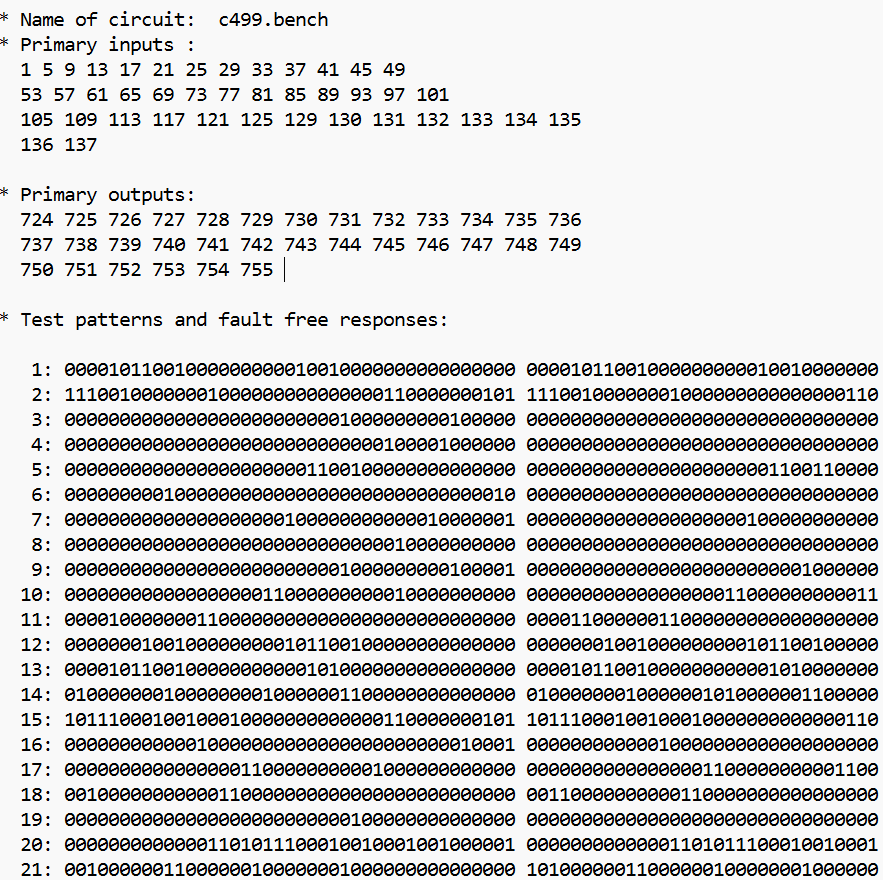 * Name of circuit:  c499.bench
* Primary inputs :
1 5 9 13 17 21 25 29 33 37 41 45 49
53 57 61 65 69 73 77 81 85 89 93 97 101
105 109 113 117 121 125 129 130 131 132 133 134 135
136 137
* Primary outputs:
724 725 726 727 728 729 730 731 732 733 734 735 736
737 738 739 740 741 742 743 744 745 746 747 748 749
750 751 752 753 754 755
* Test patterns and fault free responses:
1: 00001011001000000000010010000000000000000 00001011001000000000010010000000
2: 11100100000001000000000000000110000000101 11100100000001000000000000000110
3: 00000000000000000000000001000000000100000 00000000000000000000000000000000
4: 00000000000000000000000000000100001000000 00000000000000000000000000000000
5: 00000000000000000000001100100000000000000 00000000000000000000001100110000
6: 00000000010000000000000000000000000000010 00000000000000000000000000000000
7: 00000000000000000000100000000000010000001 00000000000000000000100000000000
8: 00000000000000000000000000000010000000000 00000000000000000000000000000000
9: 00000000000000000000000001000000000100001 00000000000000000000000001000000
10: 00000000000000000011000000000010000000000 00000000000000000011000000000011
11: 00001000000011000000000000000000000000000 00001100000011000000000000000000
12: 00000001001000000000101100100000000000000 00000001001000000000101100100000
13: 00001011001000000000001010000000000000000 00001011001000000000001010000000
14: 01000000010000000010000001100000000000000 01000000010000001010000001100000
15: 10111000100100010000000000000110000000101 10111000100100010000000000000110
16: 00000000000010000000000000000000000010001 00000000000010000000000000000000
17: 00000000000000001100000000001000000000000 00000000000000001100000000001100
18: 00100000000000110000000000000000000000000 00110000000000110000000000000000
19: 00000000000000000000000000100000000000000 00000000000000000000000000000000
20: 00000000000001101011100010010001001000001 00000000000001101011100010010001
21: 00100000011000000100000001000000000000000 10100000011000000100000001000000